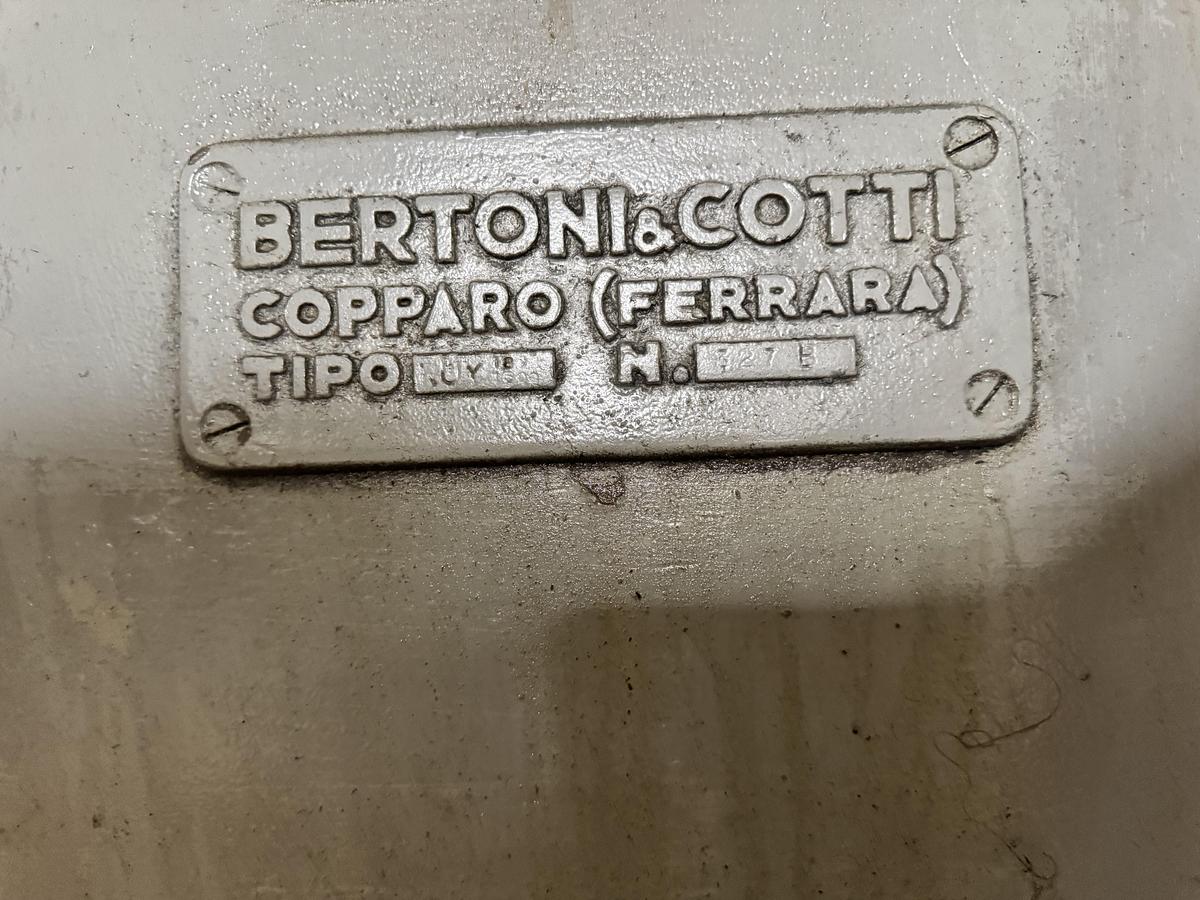 BERTONI&COTTI
COPPARO (FERRARA)
TIPO N.